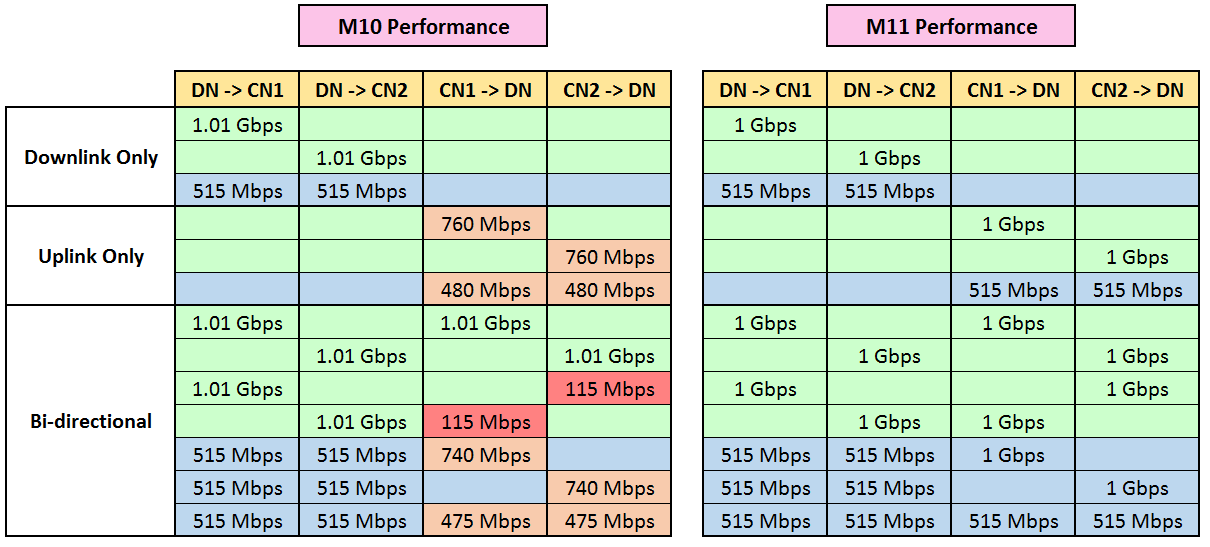 M10 Performance M11 Performance
DN -> CN1 DN -> CN2 CN1 -> DN CN2 -> DN DN -> CN1 DN -> CN2 CN1 -> DN CN2 -> DN
1.01 Gbps 1 Gbps
Downlink Only 1.01 Gbps 1 Gbps
515 Mbps 515 Mbps 515 Mbps 515 Mbps
760 Mbps 1 Gbps
Uplink Only 760 Mbps 1 Gbps
480 Mbps 480 Mbps 515 Mbps 515 Mbps
1.01 Gbps 1.01 Gbps 1 Gbps 1 Gbps
1.01 Gbps 1.01 Gbps 1 Gbps 1 Gbps
1.01 Gbps 115 Mbps 1 Gbps 1 Gbps
Bi-directional 1.01 Gbps 115 Mbps 1 Gbps 1 Gbps
515 Mbps 515 Mbps 740 Mbps 515 Mbps 515 Mbps 1 Gbps
515 Mbps 515 Mbps 740 Mbps 515 Mbps 515 Mbps 1 Gbps
515 Mbps 515 Mbps 475 Mbps 475 Mbps 515 Mbps 515 Mbps 515 Mbps 515 Mbps